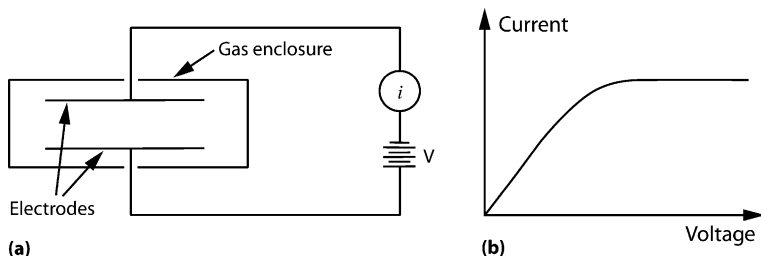 Gas enclosure
i
V
Electrodes
(a)
Current
Voltage
(b)